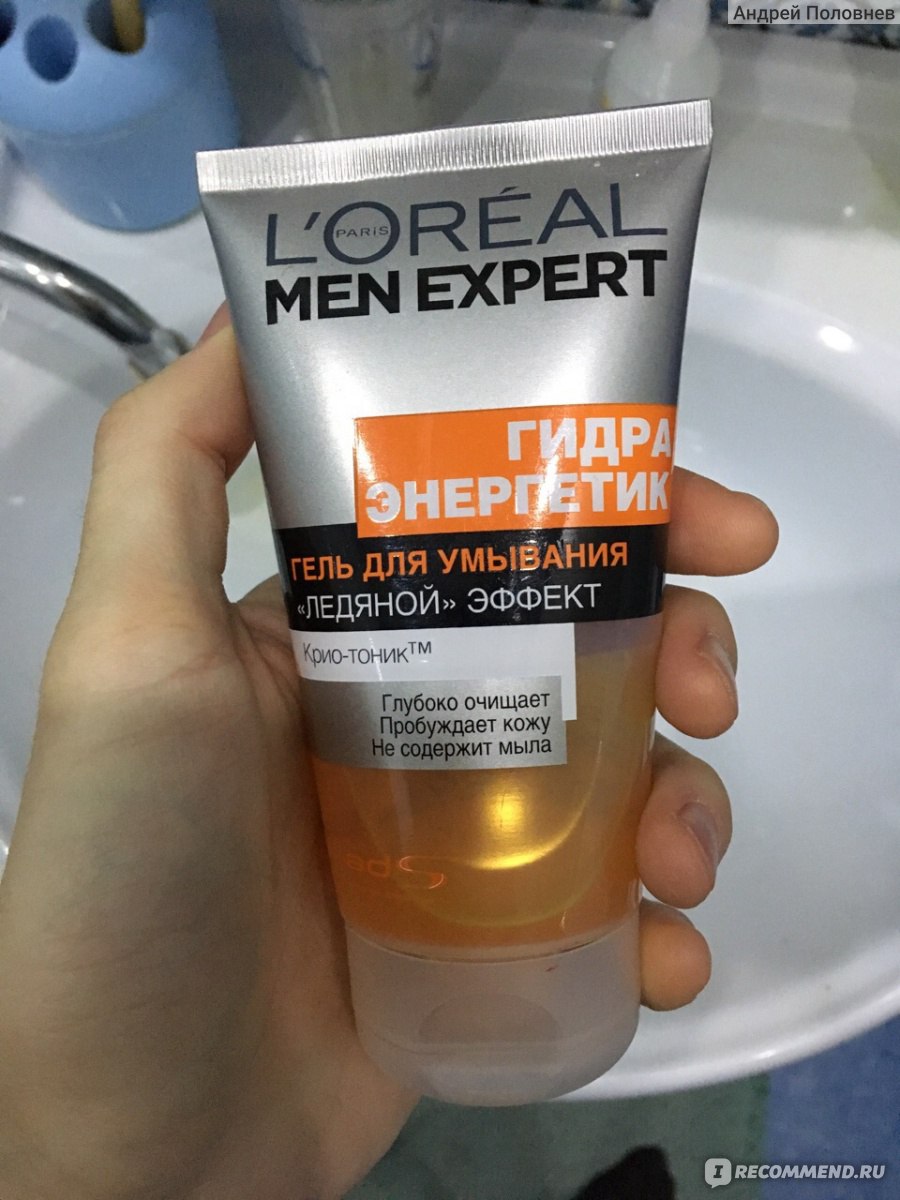 Андрей Половнев
L'ORÉAL
PARIS
MEN EXPERT
ГИДРА
ЭНЕРГЕТИК
ГЕЛЬ ДЛЯ УМЫВАНИЯ
«ЛЕДЯНОЙ» ЭФФЕКТ
Крио-тоник™
Глубоко очищает
Пробуждает кожу
Не содержит мыла
IRECOMMEND.RU